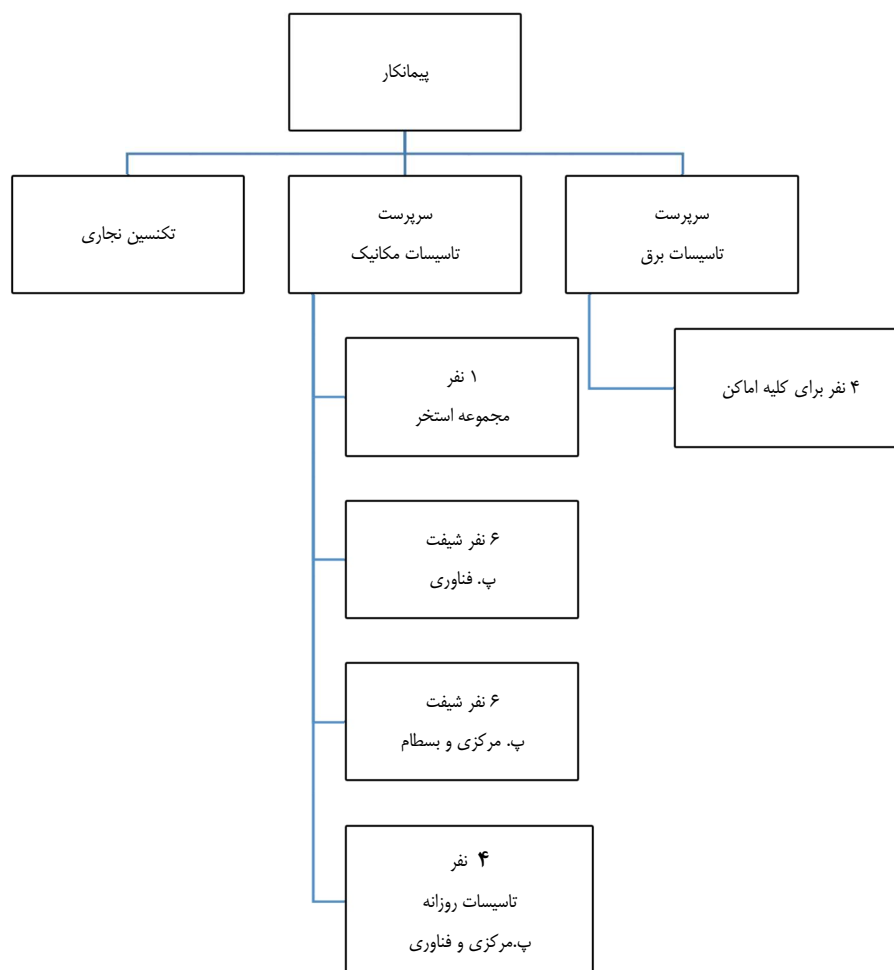 پیمانکار
سرپرست
تاسیسات برق
سرپرست
تاسیسات مکانیک
تکنسین نجاری
۴ نفر برای کلیه اماکن
۱ نفر
مجموعه استخر
۶ نفر شیفت
پ. فناوری
۶ نفر شیفت
پ. مرکزی و بسطام
۴ نفر
تاسیسات روزانه
پ.مرکزی و فناوری